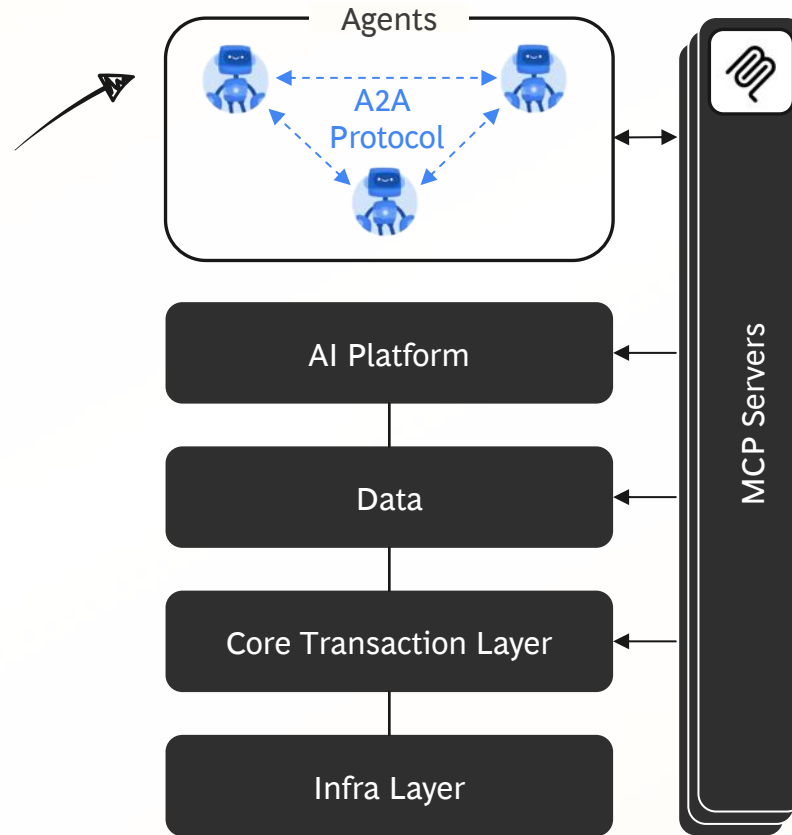 Agents
A2A
Protocol
AI Platform
Data
Core Transaction Layer
Infra Layer
MCP Servers